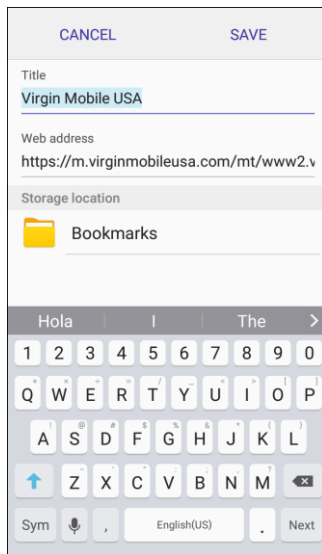 CANCEL SAVE
Title
Virgin Mobile USA
Web address
https://m.virginmobileusa.com/mt/www2.v
Storage location
Bookmarks
Hola I The >
1 2 3 4 5 6 7 8 9 0
Q W E R T Y U I O P
A S D F G H J K L
Z X C V B N M
Sym , English(US) . Next